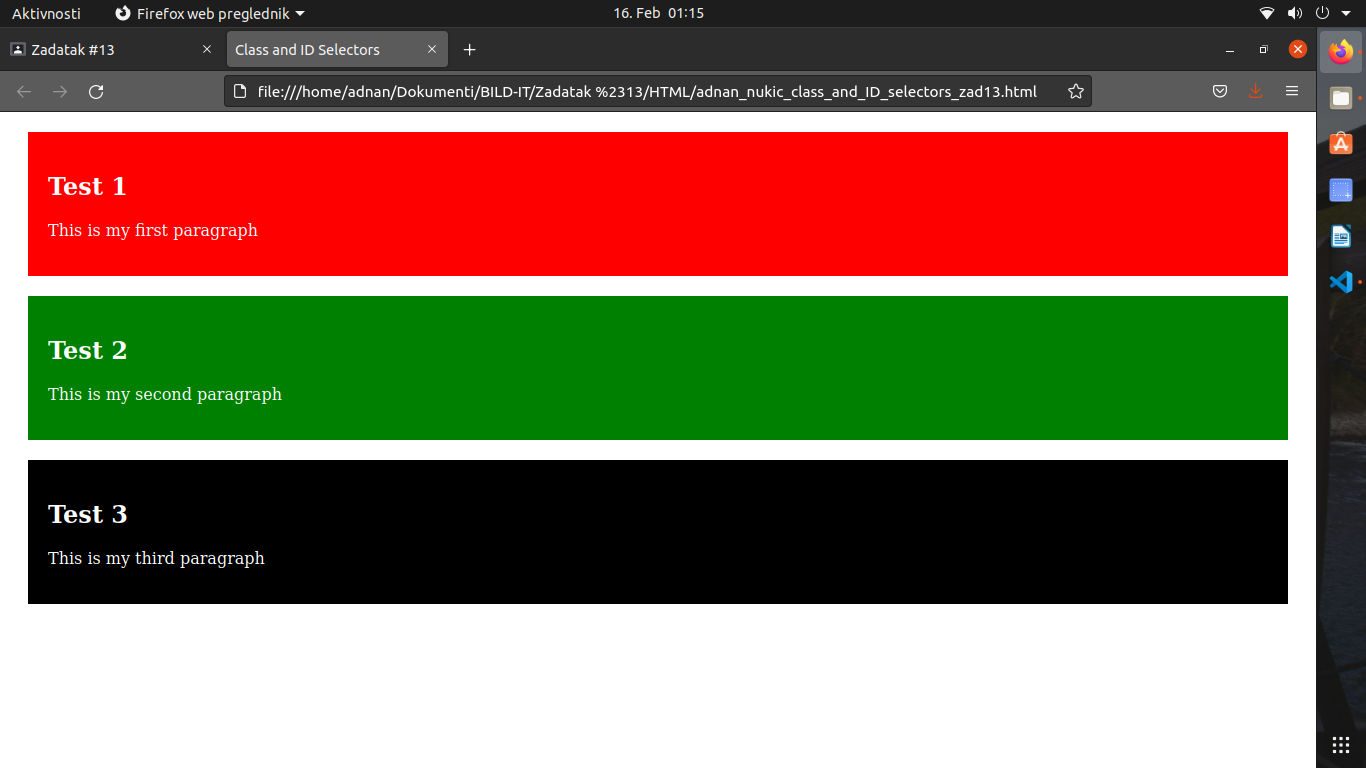 Aktivnosti
Firefox web preglednik
16. Feb 01:15
Zadatak #13
Class and ID Selectors
file:///home/adnan/Dokumenti/BILD-IT/Zadatak %2313/HTML/adnan_nukic_class_and_ID_selectors_zad13.html
Test 1
This is my first paragraph
Test 2
This is my second paragraph
Test 3
This is my third paragraph